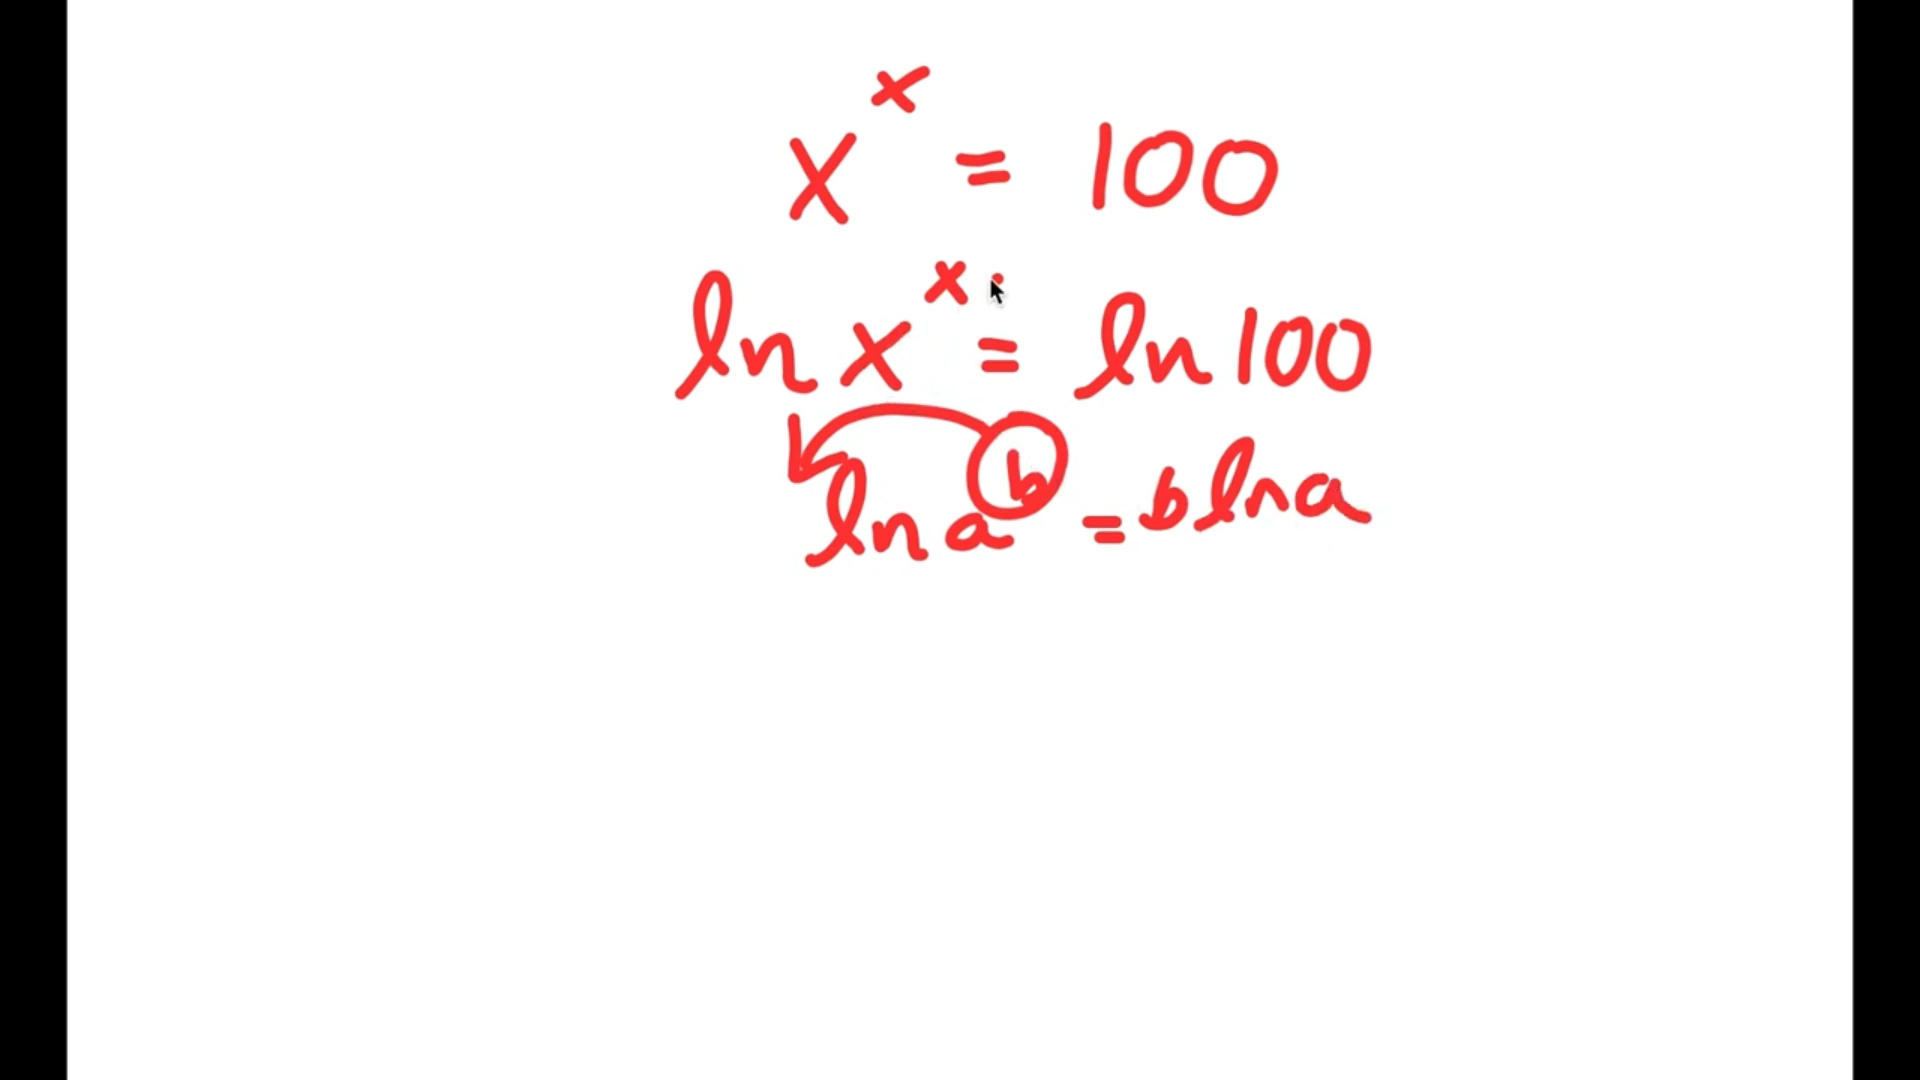 x^x = 100
ln x^x = ln 100
ln a^b = b ln a